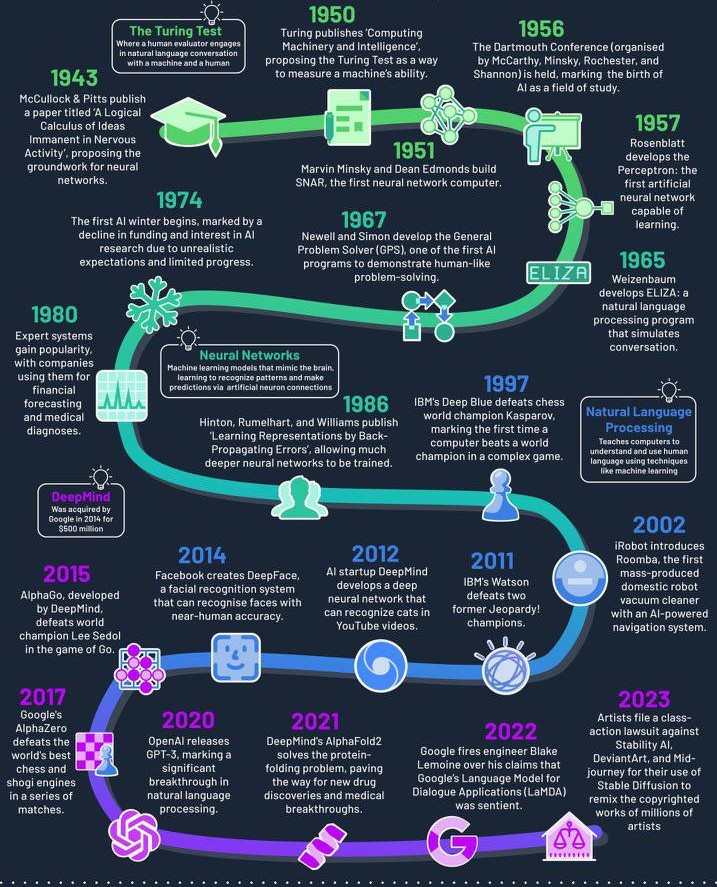 The Turing Test
Where a human evaluator engages
in natural language conversation
with a machine and a human
1943
McCullock & Pitts publish
a paper titled ‘A Logical
Calculus of Ideas
Immanent in Nervous
Activity’, proposing the
groundwork for neural
networks.
1950
Turing publishes ‘Computing
Machinery and Intelligence’,
proposing the Turing Test as a way
to measure a machine’s ability.
1951
Marvin Minsky and Dean Edmonds build
SNAR, the first neural network computer.
1956
The Dartmouth Conference (organised
by McCarthy, Minsky, Rochester, and
Shannon) is held, marking the birth of
AI as a field of study.
1957
Rosenblatt
develops the
Perceptron: the
first artificial
neural network
capable of
learning.
1965
ELIZA
Weizenbaum
develops ELIZA: a
natural language
processing program
that simulates
conversation.
1967
Newell and Simon develop the General
Problem Solver (GPS), one of the first AI
programs to demonstrate human-like
problem-solving.
1974
The first AI winter begins, marked by a
decline in funding and interest in AI
research due to unrealistic
expectations and limited progress.
1980
Expert systems
gain popularity,
with companies
using them for
financial
forecasting
and medical
diagnoses.
Neural Networks
Machine learning models that mimic the brain,
learning to recognize patterns and make
predictions via artificial neuron connections
1986
Hinton, Rumelhart, and Williams publish
‘Learning Representations by Back-
Propagating Errors’, allowing much
deeper neural networks to be trained.
1997
IBM's Deep Blue defeats chess
world champion Kasparov,
marking the first time a
computer beats a world
champion in a complex game.
Natural Language
Processing
Teaches computers to
understand and use human
language using techniques
like machine learning
DeepMind
Was acquired by
Google in 2014 for
$500 million
2002
iRobot introduces
Roomba, the first
mass-produced
domestic robot
vacuum cleaner
with an AI-powered
navigation system.
2011
IBM's Watson
defeats two
former Jeopardy!
champions.
2012
AI startup DeepMind
develops a deep
neural network that
can recognize cats in
YouTube videos.
2014
Facebook creates DeepFace,
a facial recognition system
that can recognise faces with
near-human accuracy.
2015
AlphaGo, developed
by DeepMind,
defeats world
champion Lee Sedol
in the game of Go.
2017
Google's
AlphaZero
defeats the
world's best
chess and
shogi engines
in a series of
matches.
2020
OpenAI releases
GPT-3, marking a
significant
breakthrough in
natural language
processing.
2021
DeepMind's AlphaFold2
solves the protein-
folding problem, paving
the way for new drug
discoveries and medical
breakthroughs.
2022
Google fires engineer Blake
Lemoine over his claims that
Google's Language Model for
Dialogue Applications (LaMDA)
was sentient.
2023
Artists file a class-
action lawsuit against
Stability AI,
DeviantArt, and Mid-
journey for their use of
Stable Diffusion to
remix the copyrighted
works of millions of
artists